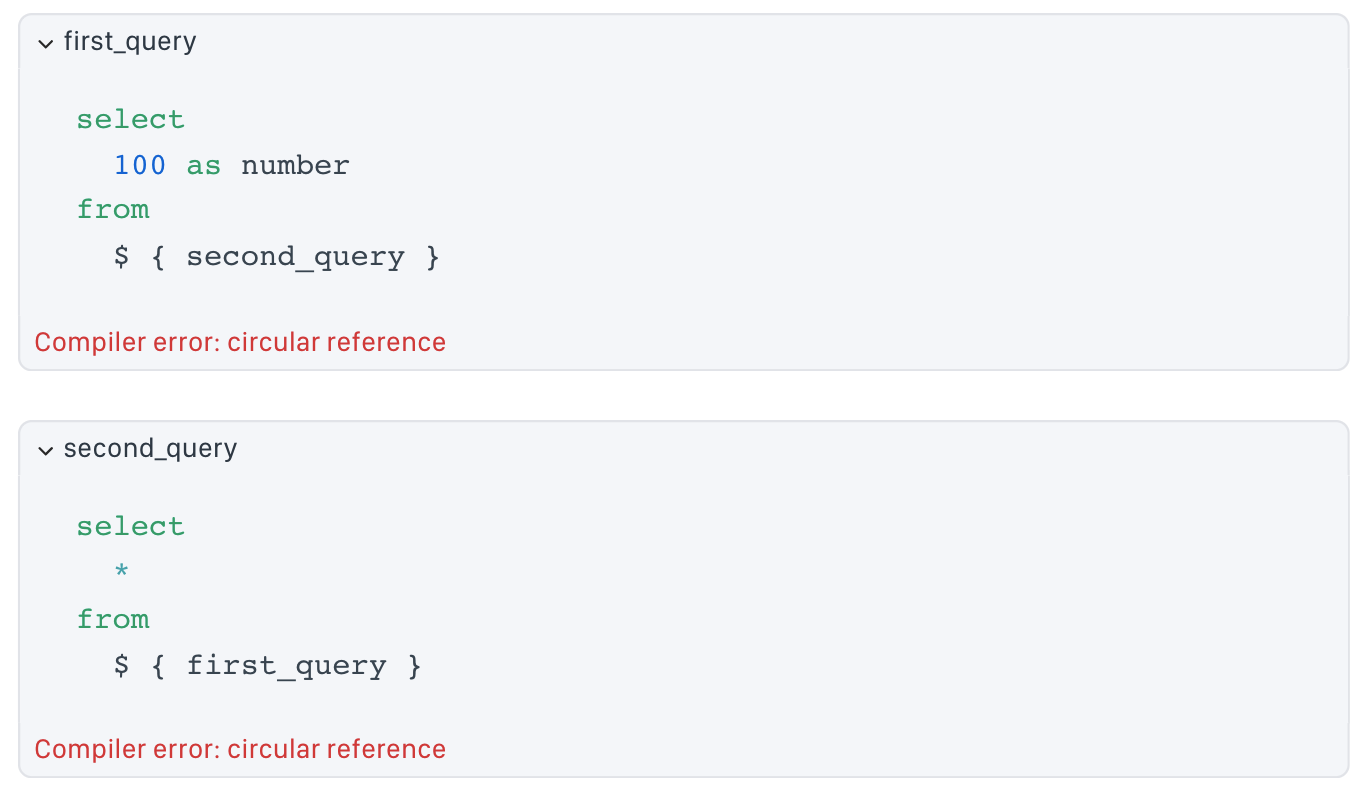 first_query
select
100 as number
from
$ { second_query }
Compiler error: circular reference
second_query
select
*
from
$ { first_query }
Compiler error: circular reference